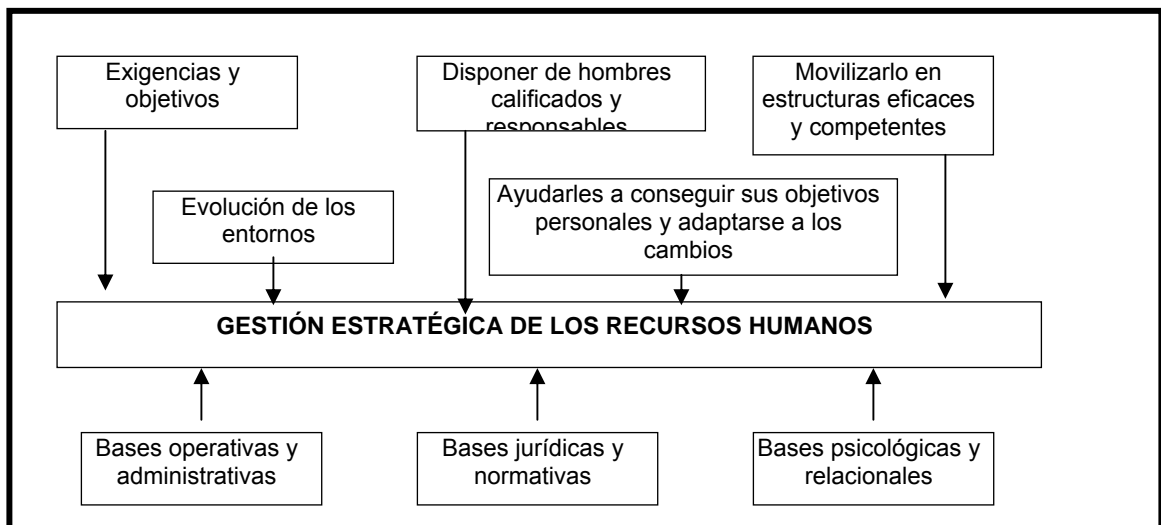 Exigencias y
objetivos
Disponer de hombres
calificados y
responsables
Movilizarlo en
estructuras eficaces
y competentes
Evolución de los
entornos
Ayudarles a conseguir sus objetivos
personales y adaptarse a los
cambios
GESTIÓN ESTRATÉGICA DE LOS RECURSOS HUMANOS
Bases operativas y
administrativas
Bases jurídicas y
normativas
Bases psicológicas y
relacionales